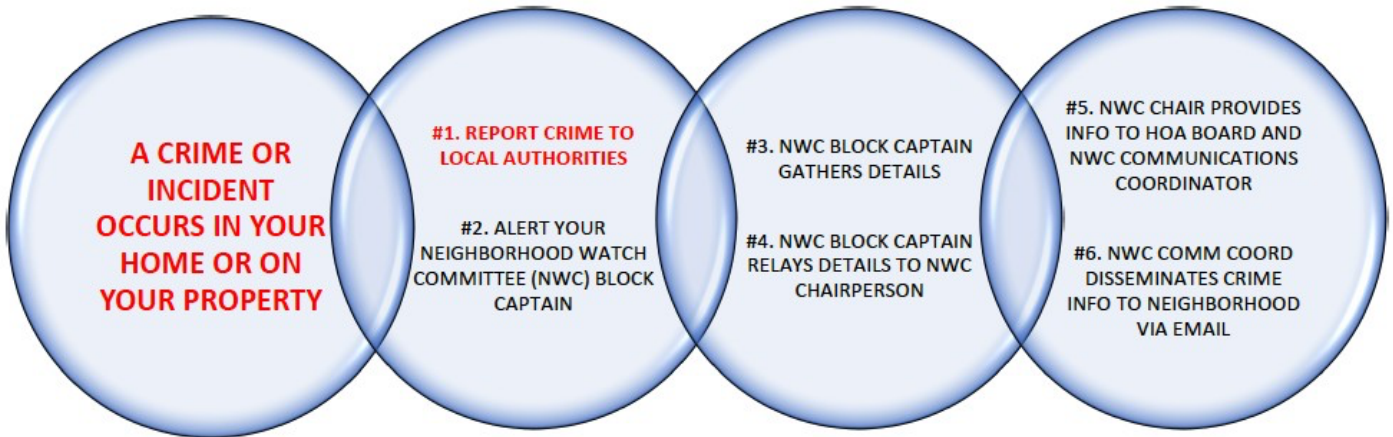 A CRIME OR
INCIDENT
OCCURS IN YOUR
HOME OR ON
YOUR PROPERTY
#1. REPORT CRIME TO
LOCAL AUTHORITIES
#2. ALERT YOUR
NEIGHBORHOOD WATCH
COMMITTEE (NWC) BLOCK
CAPTAIN
#3. NWC BLOCK CAPTAIN
GATHERS DETAILS
#4. NWC BLOCK CAPTAIN
RELAYS DETAILS TO NWC
CHAIRPERSON
#5. NWC CHAIR PROVIDES
INFO TO HOA BOARD AND
NWC COMMUNICATIONS
COORDINATOR
#6. NWC COMM COORD
DISSEMINATES CRIME
INFO TO NEIGHBORHOOD
VIA EMAIL